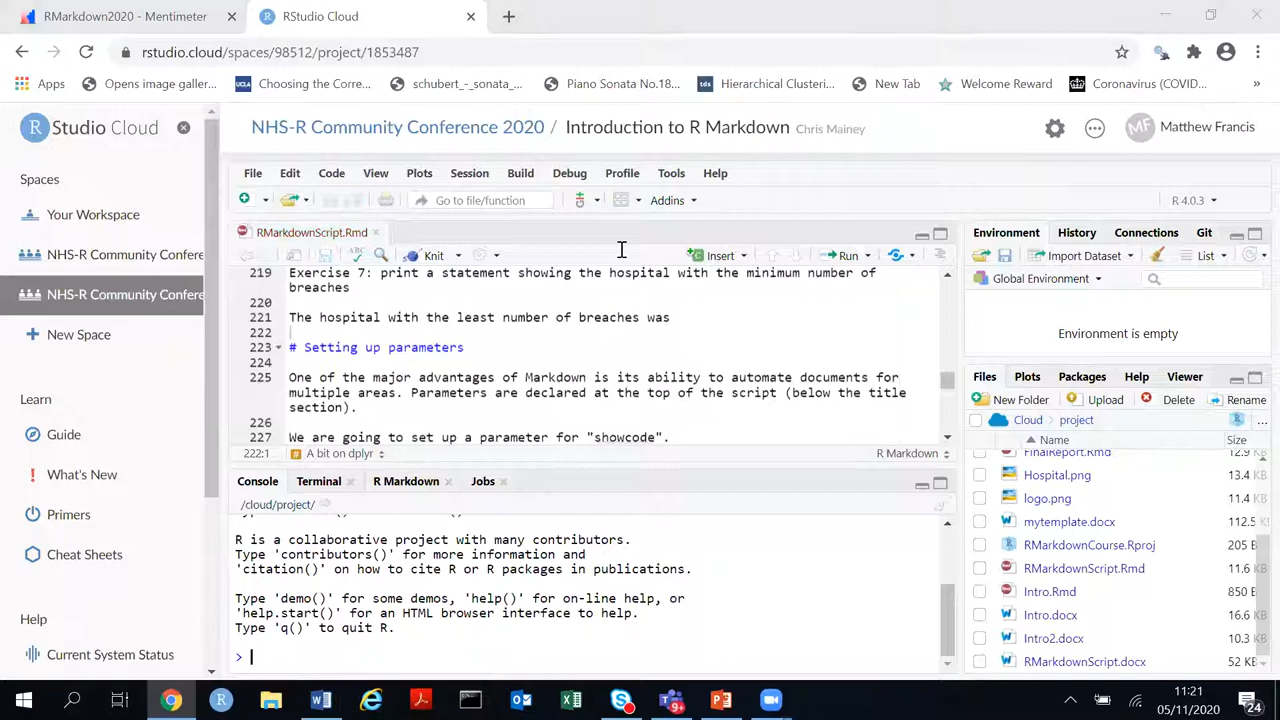 RMarkdown2020 - Mentimeter
RStudio Cloud
rstudio.cloud/spaces/98512/project/1853487
Apps
Opens image galler...
UCLA
Choosing the Corre...
schubert_-_sonata_...
Piano Sonata No.18...
tds
Hierarchical Clusteri...
New Tab
Welcome Reward
Coronavirus (COVID...
»
R Studio Cloud
NHS-R Community Conference 2020 / Introduction to R Markdown Chris Mainey
MF Matthew Francis
Spaces
Your Workspace
NHS-R Community Confere
NHS-R Community Confere
New Space
Learn
Guide
What's New
Primers
Cheat Sheets
Help
Current System Status
File Edit Code View Plots Session Build Debug Profile Tools Help
Go to file/function
Addins
R 4.0.3
RMarkdownScript.Rmd
Knit
Insert
Run
219 Exercise 7: print a statement showing the hospital with the minimum number of
breaches
220
221 The hospital with the least number of breaches was
222
223 # Setting up parameters
224
225 One of the major advantages of Markdown is its ability to automate documents for
multiple areas. Parameters are declared at the top of the script (below the title
section).
226
227 We are going to set up a parameter for "showcode".
222:1 # A bit on dplyr
R Markdown
Console Terminal R Markdown Jobs
/cloud/project/
R is a collaborative project with many contributors.
Type 'contributors()' for more information and
'citation()' on how to cite R or R packages in publications.
Type 'demo()' for some demos, 'help()' for on-line help, or
'help.start()' for an HTML browser interface to help.
Type 'q()' to quit R.
>
Environment History Connections Git
Import Dataset
List
Global Environment
Environment is empty
Files Plots Packages Help Viewer
New Folder Upload Delete Rename
Cloud project
...
Name Size
FinalReport.Rmd 12.9 K
Hospital.png 13.4 K
logo.png 11.4 K
mytemplate.docx 112.5 K
RMarkdownCourse.Rproj 205 B
RMarkdownScript.Rmd 11.6 K
Intro.Rmd 850 B
Intro.docx 16.6 K
Intro2.docx 10.3 K
RMarkdownScript.docx 52 KB
9+
11:21
05/11/2020
24